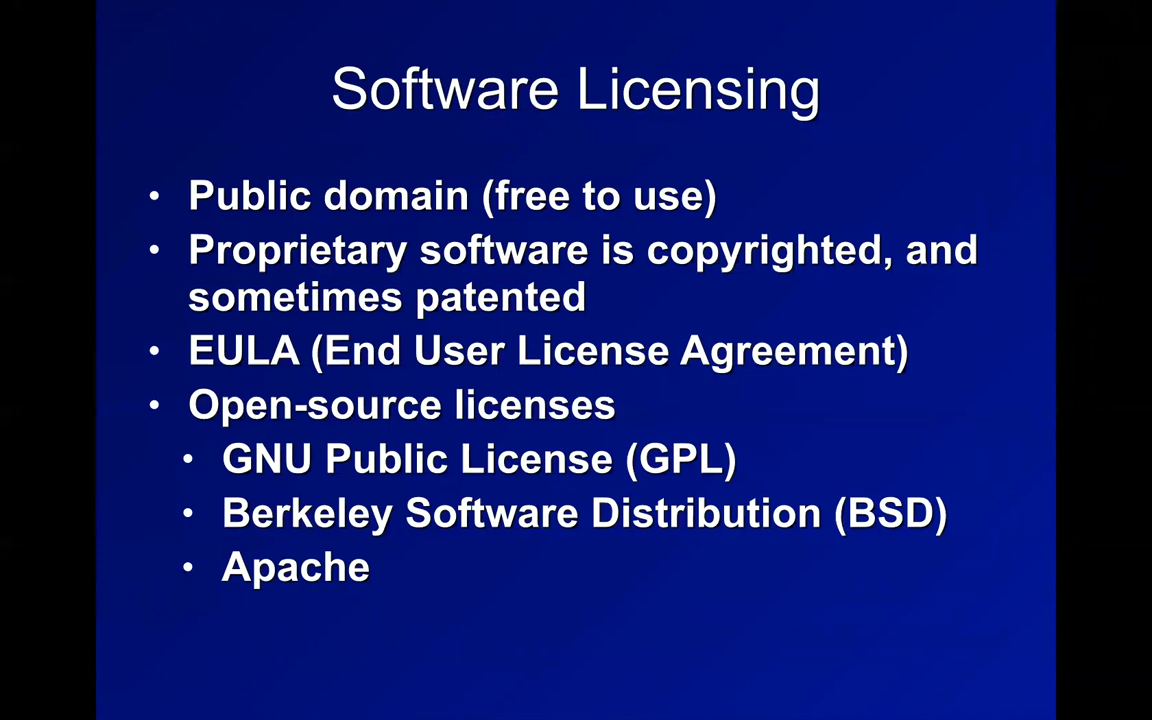 Software Licensing
• Public domain (free to use)
• Proprietary software is copyrighted, and
sometimes patented
• EULA (End User License Agreement)
• Open-source licenses
• GNU Public License (GPL)
• Berkeley Software Distribution (BSD)
• Apache